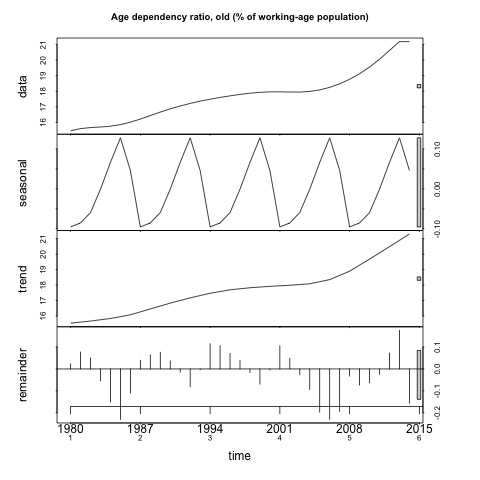 Age dependency ratio, old (% of working-age population)
data
16 17 18 19 20 21
seasonal
-0.10 0.00 0.10
trend
16 17 18 19 20 21
remainder
-0.2 -0.1 0.0 0.1
1980 1987 1994 2001 2008 2015
1 2 3 4 5 6
time